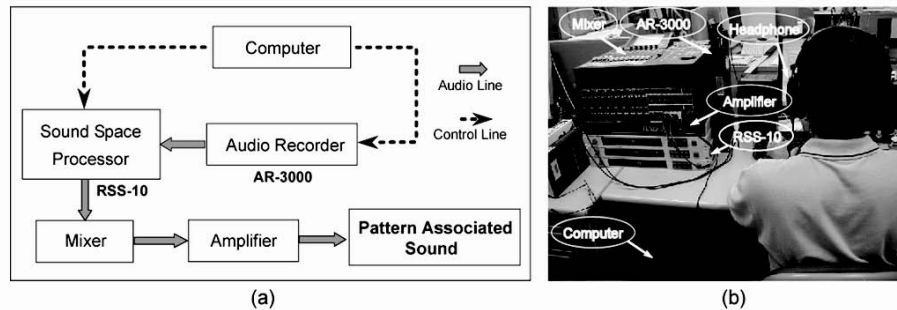 Computer
Audio Line
Control Line
Sound Space
Processor
RSS-10
Audio Recorder
AR-3000
Mixer
Amplifier
Pattern Associated
Sound
(a)
Mixer
AR-3000
Headphone
Amplifier
RSS-10
Computer
(b)